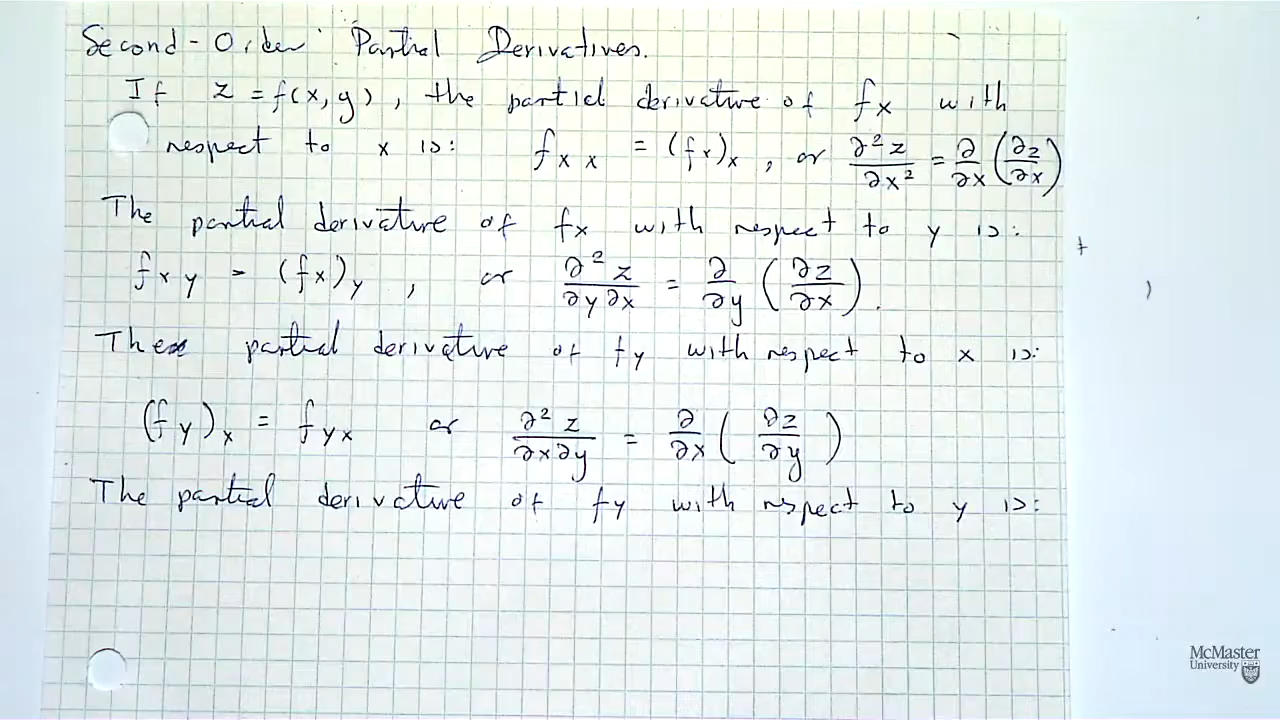 Second-Order Partial Derivatives.
If z = f(x, y), the partial derivative of fx with
respect to x is: fxx = (fx)x, or ∂²z/∂x² = ∂/∂x (∂z/∂x)
The partial derivative of fx with respect to y is:
fxy = (fx)y, or ∂²z/∂y∂x = ∂/∂y (∂z/∂x).
The partial derivative of fy with respect to x is:
(fy)x = fyx or ∂²z/∂x∂y = ∂/∂x (∂z/∂y)
The partial derivative of fy with respect to y is:
McMaster
University